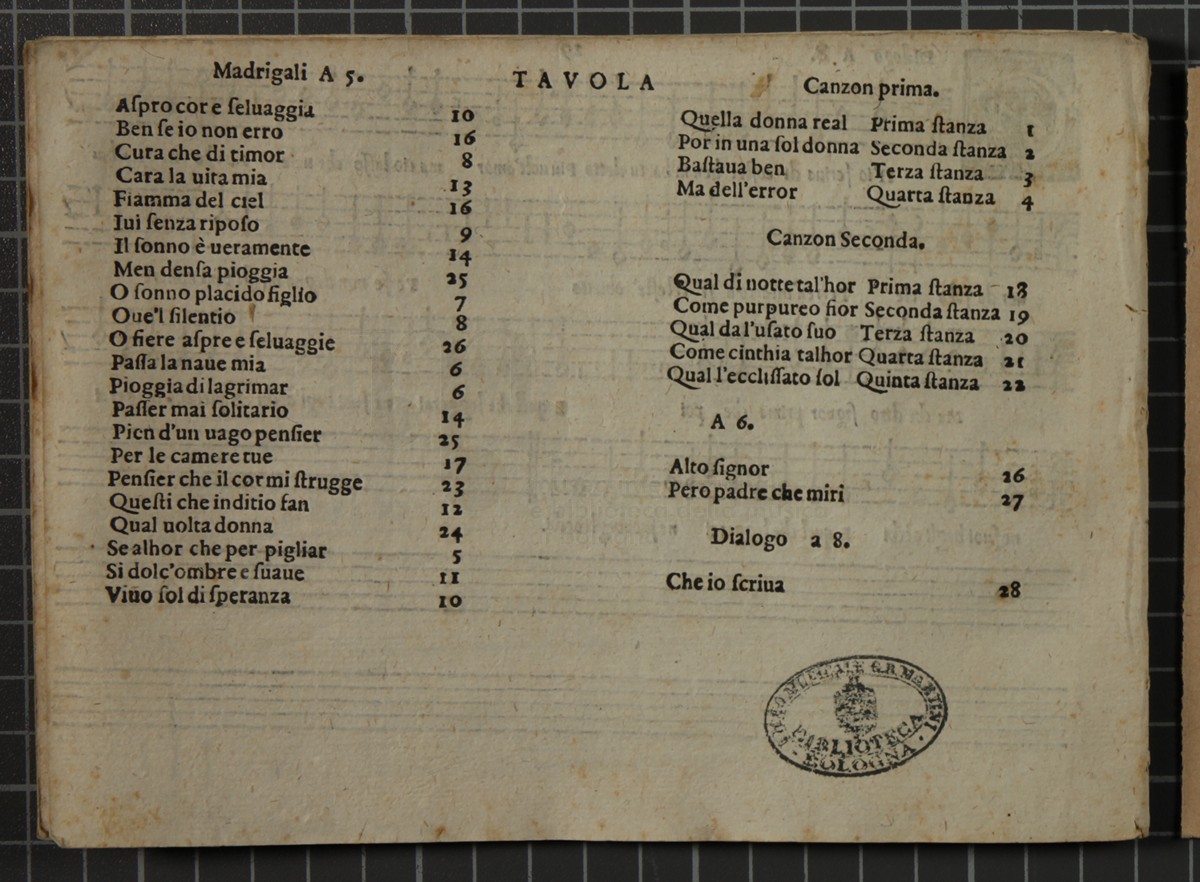 TAVOLA
Madrigali A 5.
Aſpro cor e ſeluaggia 10
Ben ſe io non erro 16
Cura che di timor 8
Cara la uita mia 13
Fiamma del ciel 16
Iui ſenza ripoſo 9
Il ſonno è ueramente 14
Men denſa pioggia 25
O ſonno placido figlio 7
Oue'l ſilentio 8
O fiere aſpre e ſeluaggie 26
Paſſa la naue mia 6
Pioggia di lagrimar 6
Paſſer mai ſolitario 14
Pien d'un uago penſier 25
Per le camere tue 17
Penſier che il cor mi ſtrugge 23
Queſti che inditio fan 12
Qual uolta donna 24
Se alhor che per pigliar 5
Si dolc'ombre e ſuaue 11
Viuo ſol di ſperanza 10
Canzon prima.
Quella donna real Prima ſtanza 1
Por in una ſol donna Seconda ſtanza 2
Baſtaua ben Terza ſtanza 3
Ma dell'error Quarta ſtanza 4
Canzon Seconda.
Qual di notte tal'hor Prima ſtanza 18
Come purpureo fior Seconda ſtanza 19
Qual da l'uſato ſuo Terza ſtanza 20
Come cinthia talhor Quarta ſtanza 21
Qual l'eccliſſato ſol Quinta ſtanza 22
A 6.
Alto ſignor 26
Pero padre che miri 27
Dialogo a 8.
Che io ſcriua 28
MUSICALE G.B. MARTINI
BIBLIOTECA
BOLOGNA